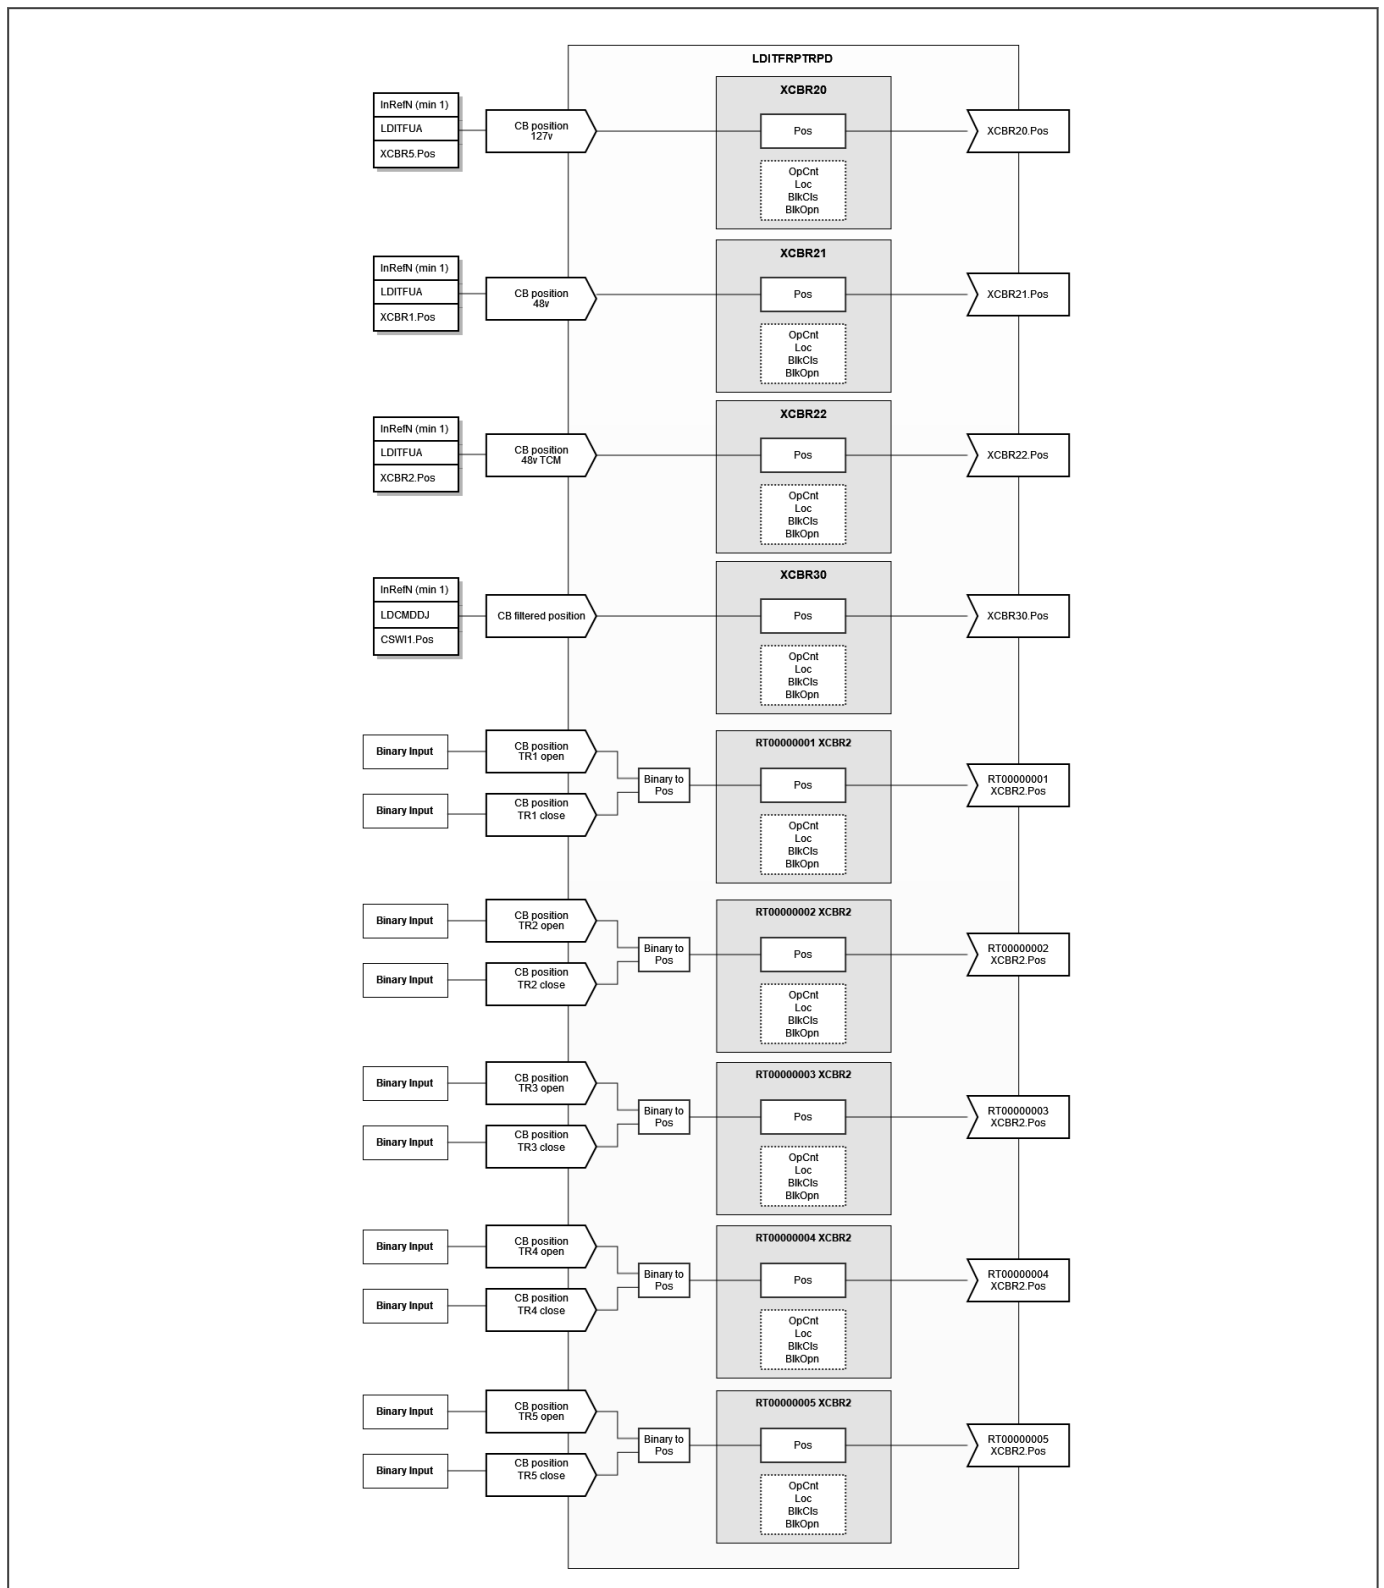 LDITFRPTRPD
XCBR20
InRefN (min 1)
LDITFUA
XCBR5.Pos
CB position
127v
Pos
XCBR20.Pos
OpCnt
Loc
BlkCls
BlkOpn
XCBR21
InRefN (min 1)
LDITFUA
XCBR1.Pos
CB position
48v
Pos
XCBR21.Pos
OpCnt
Loc
BlkCls
BlkOpn
XCBR22
InRefN (min 1)
LDITFUA
XCBR2.Pos
CB position
48v TCM
Pos
XCBR22.Pos
OpCnt
Loc
BlkCls
BlkOpn
XCBR30
InRefN (min 1)
LDCMDDJ
CSWI1.Pos
CB filtered position
Pos
XCBR30.Pos
OpCnt
Loc
BlkCls
BlkOpn
RT00000001 XCBR2
Binary Input
CB position
TR1 open
Binary Input
CB position
TR1 close
Binary to
Pos
Pos
RT00000001
XCBR2.Pos
OpCnt
Loc
BlkCls
BlkOpn
RT00000002 XCBR2
Binary Input
CB position
TR2 open
Binary Input
CB position
TR2 close
Binary to
Pos
Pos
RT00000002
XCBR2.Pos
OpCnt
Loc
BlkCls
BlkOpn
RT00000003 XCBR2
Binary Input
CB position
TR3 open
Binary Input
CB position
TR3 close
Binary to
Pos
Pos
RT00000003
XCBR2.Pos
OpCnt
Loc
BlkCls
BlkOpn
RT00000004 XCBR2
Binary Input
CB position
TR4 open
Binary Input
CB position
TR4 close
Binary to
Pos
Pos
RT00000004
XCBR2.Pos
OpCnt
Loc
BlkCls
BlkOpn
RT00000005 XCBR2
Binary Input
CB position
TR5 open
Binary Input
CB position
TR5 close
Binary to
Pos
Pos
RT00000005
XCBR2.Pos
OpCnt
Loc
BlkCls
BlkOpn